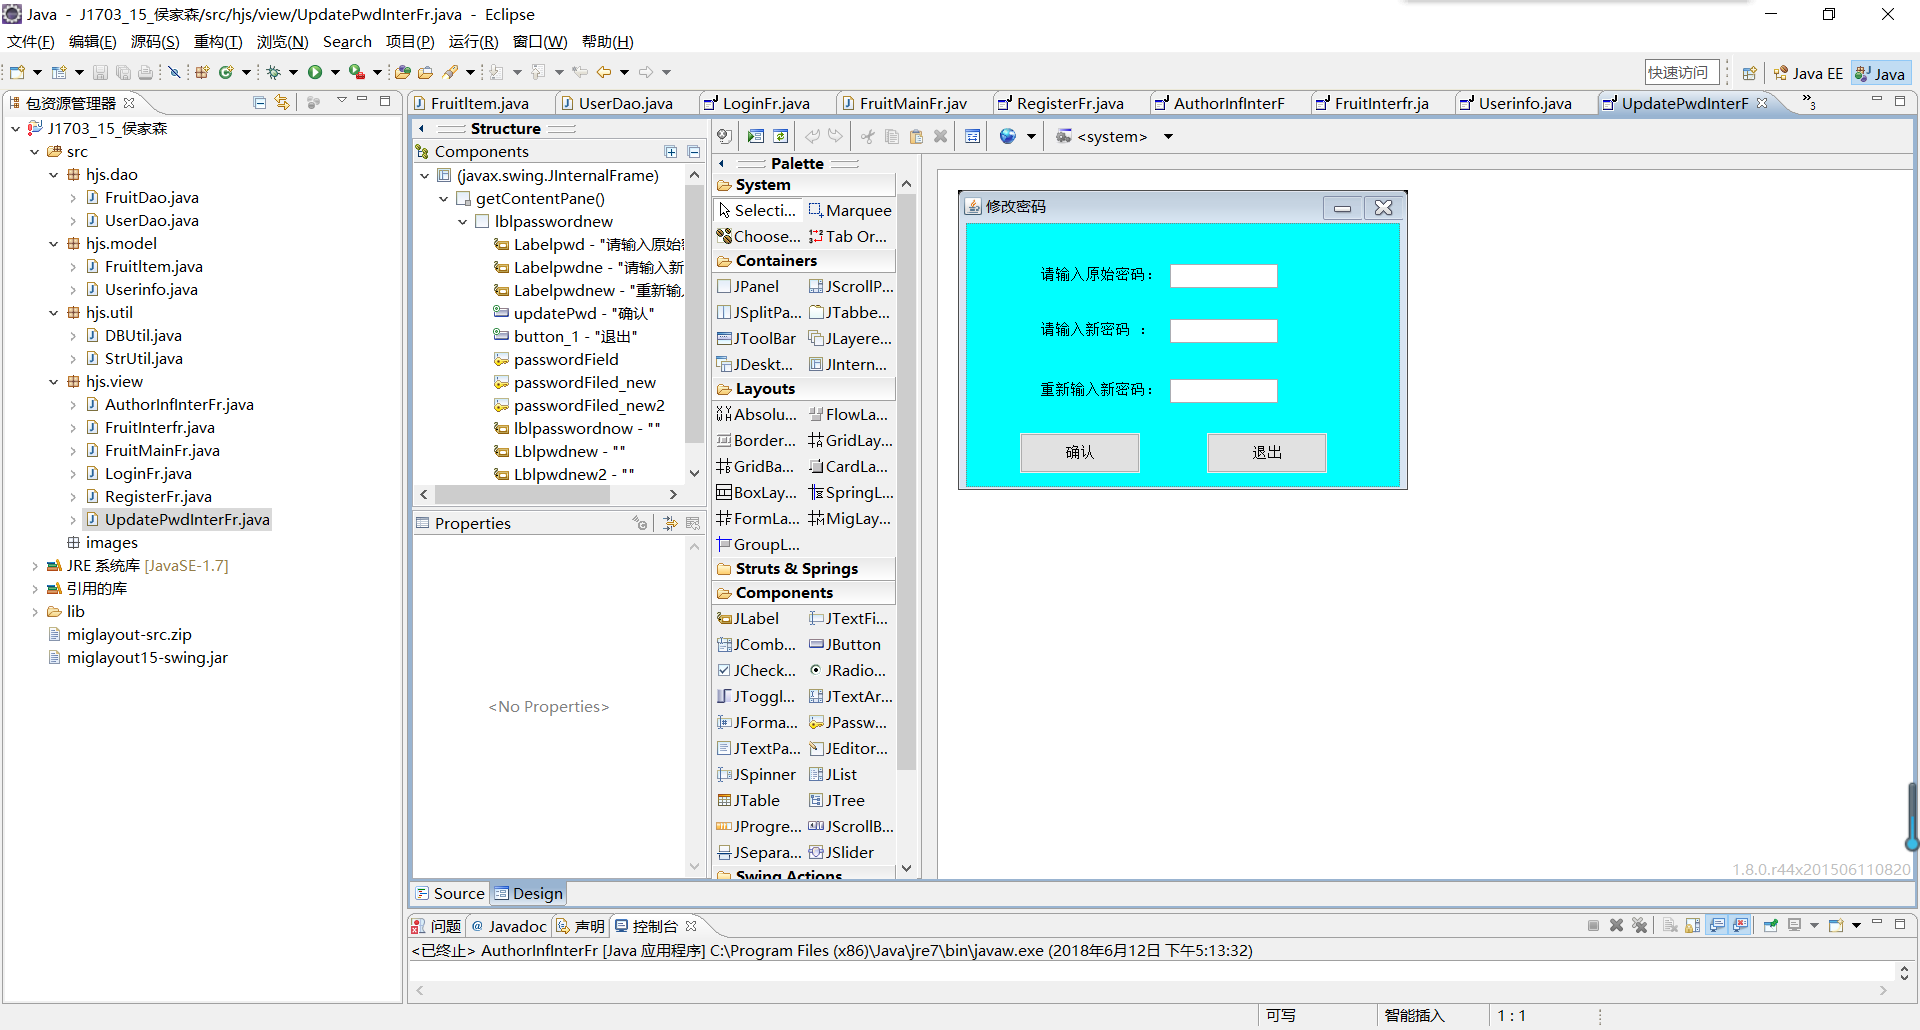 Java - J1703_15_侯家森/src/hjs/view/UpdatePwdInterFr.java - Eclipse
文件(F) 编辑(E) 源码(S) 重构(T) 浏览(N) Search 项目(P) 运行(R) 窗口(W) 帮助(H)
快速访问 Java EE Java
包资源管理器
J1703_15_侯家森
src
hjs.dao
FruitDao.java
UserDao.java
hjs.model
FruitItem.java
Userinfo.java
hjs.util
DBUtil.java
StrUtil.java
hjs.view
AuthorInfInterFr.java
FruitInterfr.java
FruitMainFr.java
LoginFr.java
RegisterFr.java
UpdatePwdInterFr.java
images
JRE 系统库 [JavaSE-1.7]
引用的库
lib
miglayout-src.zip
miglayout15-swing.jar
FruitItem.java UserDao.java LoginFr.java FruitMainFr.jav RegisterFr.java AuthorInfInterF FruitInterfr.ja Userinfo.java UpdatePwdInterF »3
Structure
Components
(javax.swing.JInternalFrame)
getContentPane()
lblpasswordnew
Labelpwd - "请输入原始
Labelpwdne - "请输入新
Labelpwdnew - "重新输
updatePwd - "确认"
button_1 - "退出"
passwordField
passwordFiled_new
passwordFiled_new2
lblpasswordnow - ""
Lblpwdnew - ""
Lblpwdnew2 - ""
Properties
<No Properties>
<system>
Palette
System
Selecti... Marquee
Choose... Tab Or...
Containers
JPanel JScrollP...
JSplitPa... JTabbe...
JToolBar JLayere...
JDeskt... JIntern...
Layouts
Absolu... FlowLa...
Border... GridLay...
GridBa... CardLa...
BoxLay... SpringL...
FormLa... MigLay...
GroupL...
Struts & Springs
Components
JLabel JTextFi...
JComb... JButton
JCheck... JRadio...
JToggl... JTextAr...
JForma... JPassw...
JTextPa... JEditor...
JSpinner JList
JTable JTree
JProgre... JScrollB...
JSepara... JSlider
Swing Actions
修改密码
请输入原始密码：
请输入新密码 ：
重新输入新密码：
确认 退出
1.8.0.r44x201506110820
Source Design
问题 @ Javadoc 声明 控制台
<已终止> AuthorInfInterFr [Java 应用程序] C:\Program Files (x86)\Java\jre7\bin\javaw.exe (2018年6月12日 下午5:13:32)
可写 智能插入 1 : 1